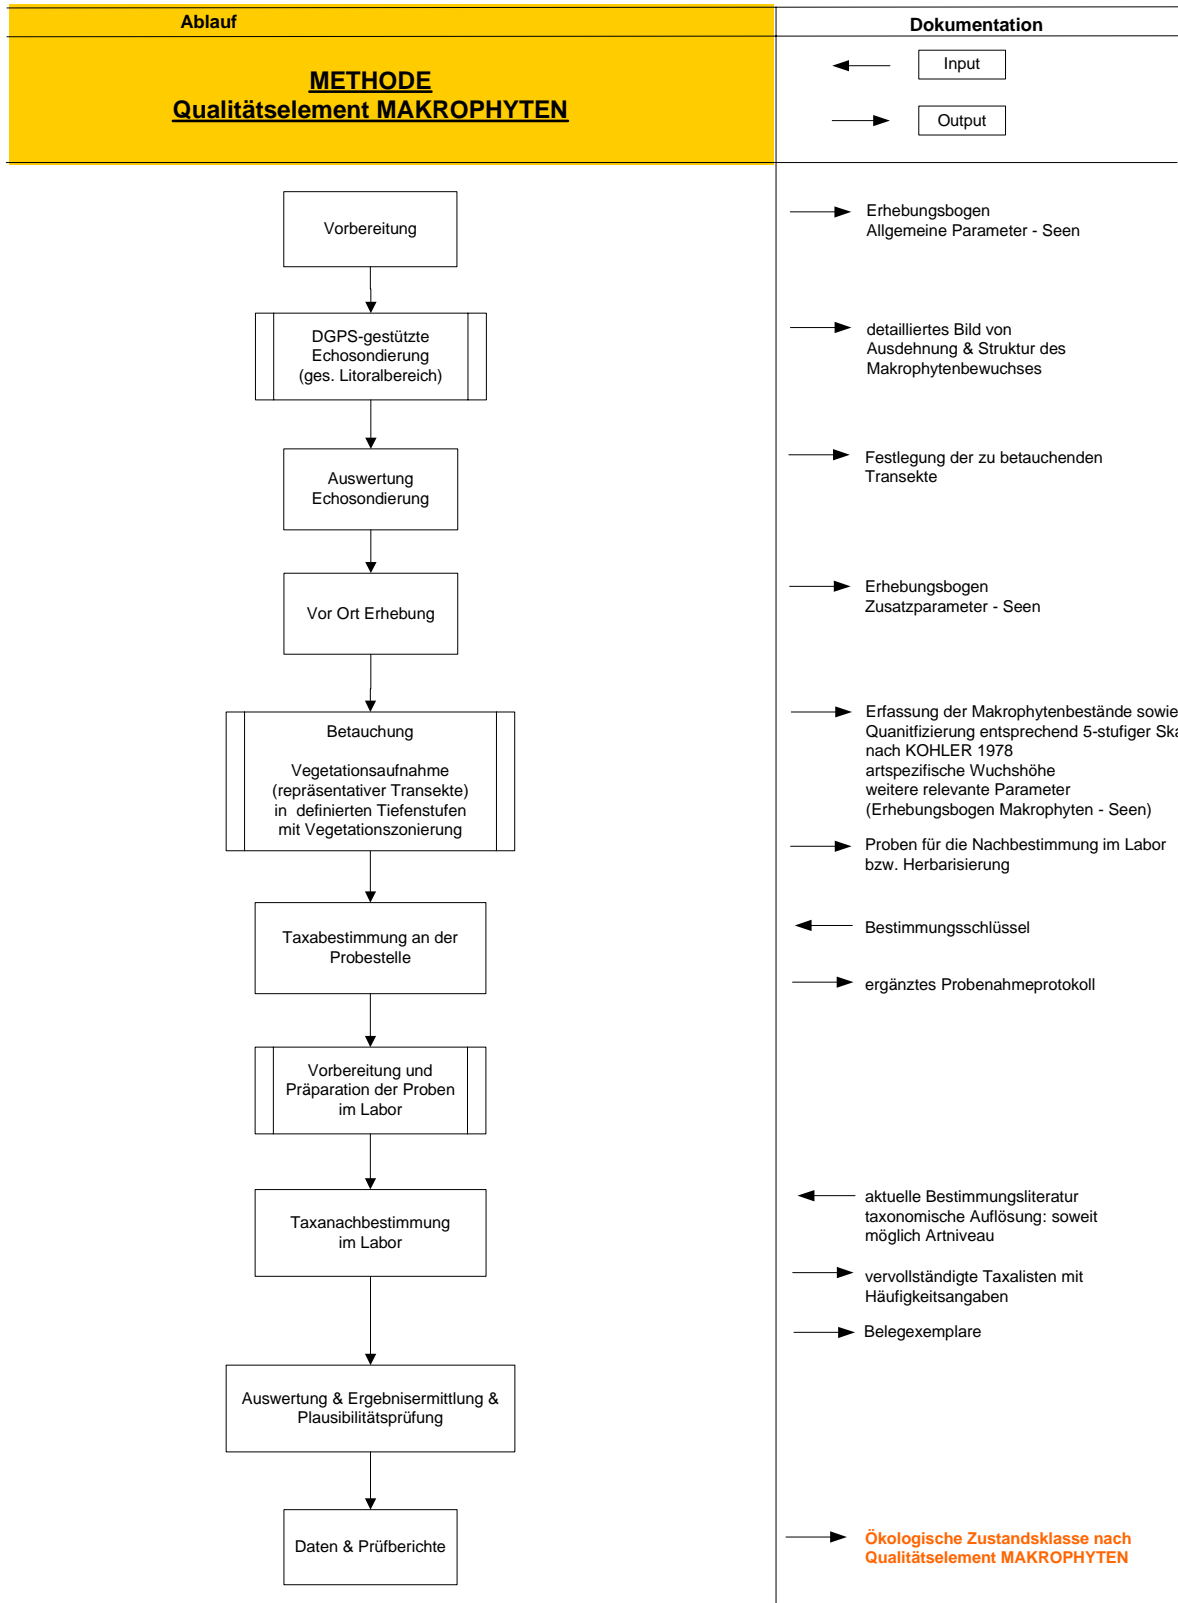 Ablauf
Dokumentation
METHODE
Qualitätselement MAKROPHYTEN
Input
Output
Vorbereitung
Erhebungsbogen
Allgemeine Parameter - Seen
DGPS-gestützte
Echosondierung
(ges. Litoralbereich)
detailliertes Bild von
Ausdehnung & Struktur des
Makrophytenbewuchses
Auswertung
Echosondierung
Festlegung der zu betauchenden
Transekte
Vor Ort Erhebung
Erhebungsbogen
Zusatzparameter - Seen
Betauchung
Vegetationsaufnahme
(repräsentativer Transekte)
in definierten Tiefenstufen
mit Vegetationszonierung
Erfassung der Makrophytenbestände sowie
Quanitfizierung entsprechend 5-stufiger Ska
nach KOHLER 1978
artspezifische Wuchshöhe
weitere relevante Parameter
(Erhebungsbogen Makrophyten - Seen)
Proben für die Nachbestimmung im Labor
bzw. Herbarisierung
Taxabestimmung an der
Probestelle
Bestimmungsschlüssel
ergänztes Probenahmeprotokoll
Vorbereitung und
Präparation der Proben
im Labor
Taxanachbestimmung
im Labor
aktuelle Bestimmungsliteratur
taxonomische Auflösung: soweit
möglich Artniveau
vervollständigte Taxalisten mit
Häufigkeitsangaben
Belegexemplare
Auswertung & Ergebnisermittlung &
Plausibilitätsprüfung
Daten & Prüfberichte
Ökologische Zustandsklasse nach
Qualitätselement MAKROPHYTEN